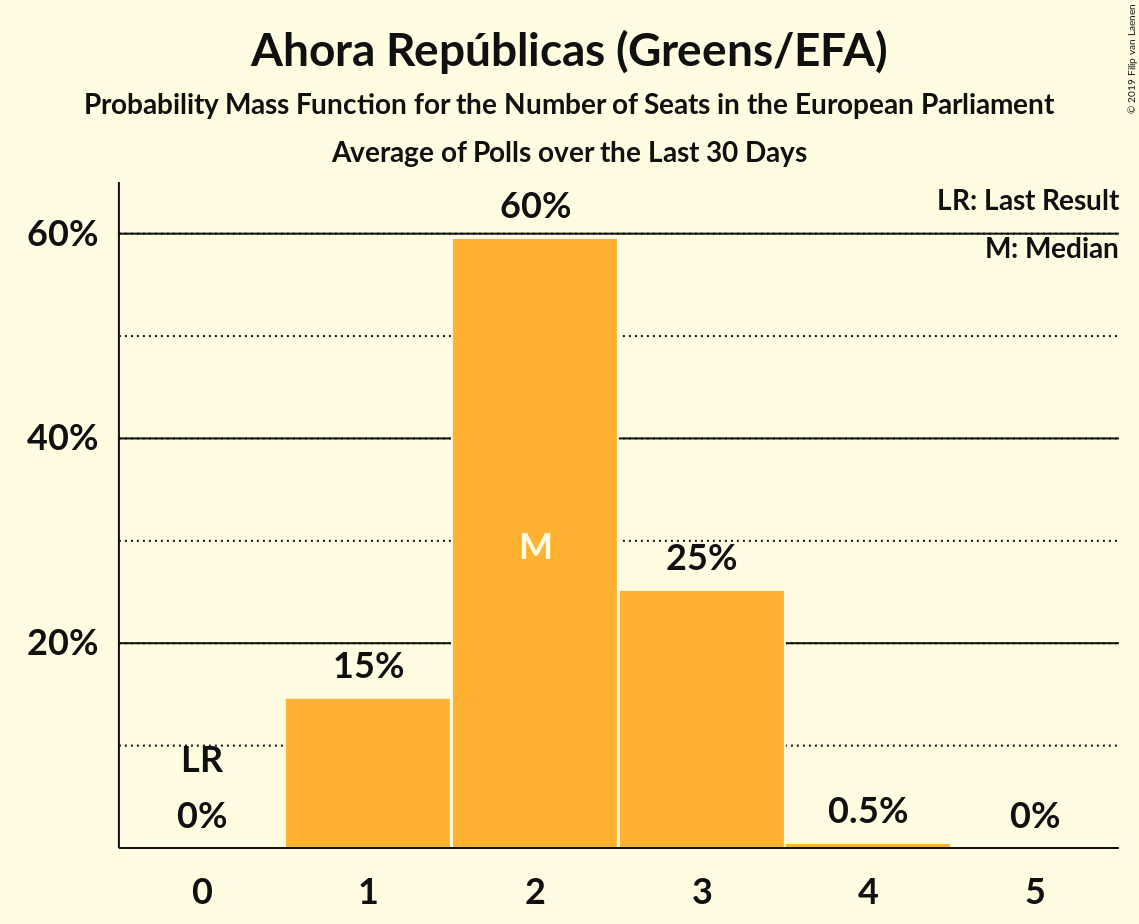 Ahora Repúblicas (Greens/EFA)
Probability Mass Function for the Number of Seats in the European Parliament
Average of Polls over the Last 30 Days
© 2019 Filip van Laenen
LR: Last Result
M: Median
60%
40%
20%
60%
M
25%
15%
LR
0%
0.5%
0%
0 1 2 3 4 5